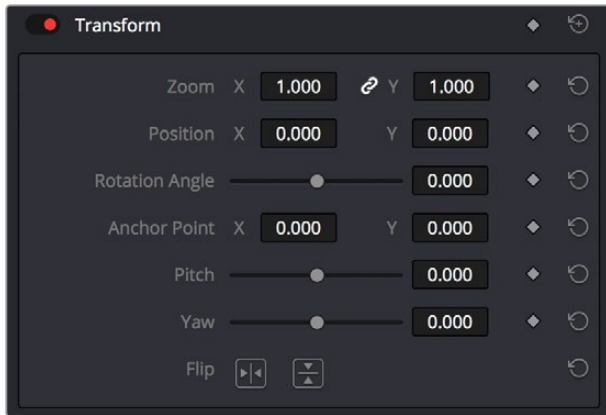 Transform
Zoom X 1.000 Y 1.000
Position X 0.000 Y 0.000
Rotation Angle 0.000
Anchor Point X 0.000 Y 0.000
Pitch 0.000
Yaw 0.000
Flip